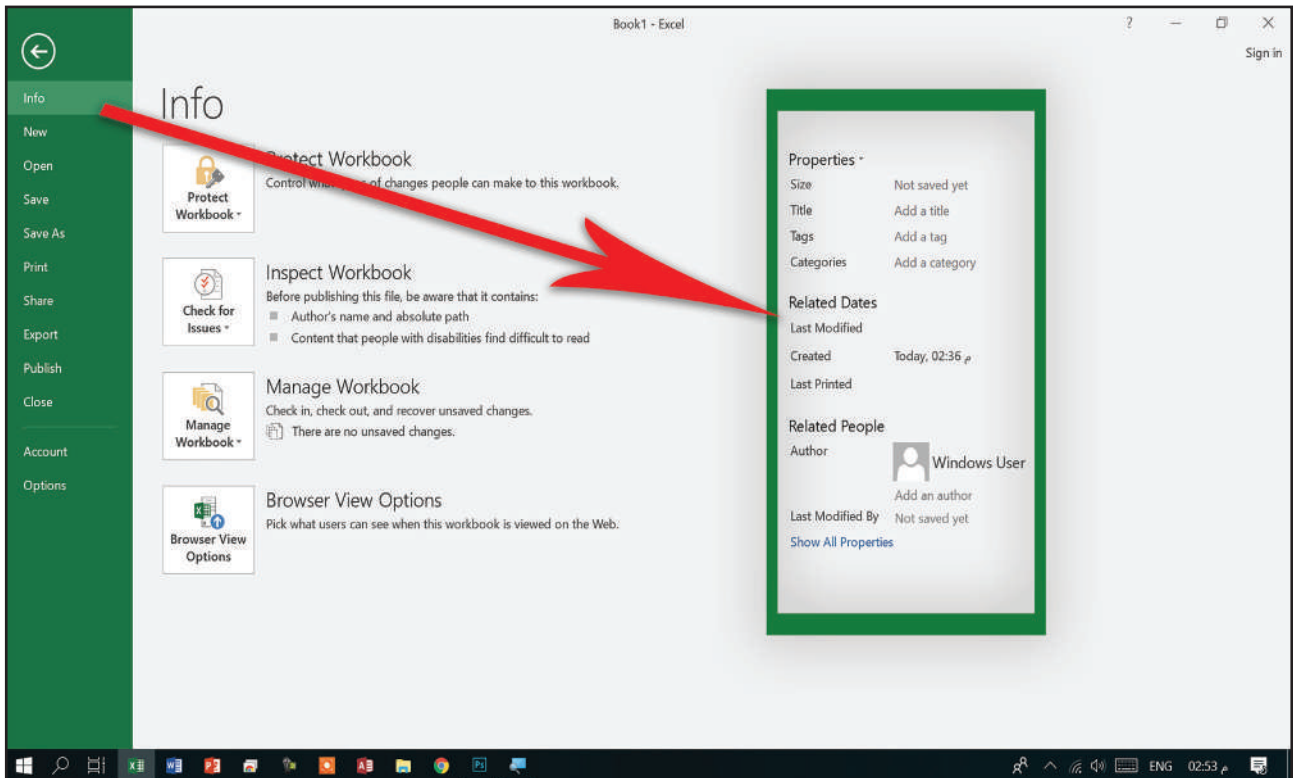 Book1 - Excel
?
Sign in
Info
New
Open
Save
Save As
Print
Share
Export
Publish
Close
Account
Options
Info
Protect Workbook
Protect Workbook
Control what of changes people can make to this workbook.
Inspect Workbook
Check for Issues
Before publishing this file, be aware that it contains:
Author's name and absolute path
Content that people with disabilities find difficult to read
Manage Workbook
Manage Workbook
Check in, check out, and recover unsaved changes.
There are no unsaved changes.
Browser View Options
Browser View Options
Pick what users can see when this workbook is viewed on the Web.
Properties
Size Not saved yet
Title Add a title
Tags Add a tag
Categories Add a category
Related Dates
Last Modified
Created Today, 02:36 م
Last Printed
Related People
Author Windows User
Add an author
Last Modified By Not saved yet
Show All Properties
ENG 02:53 م